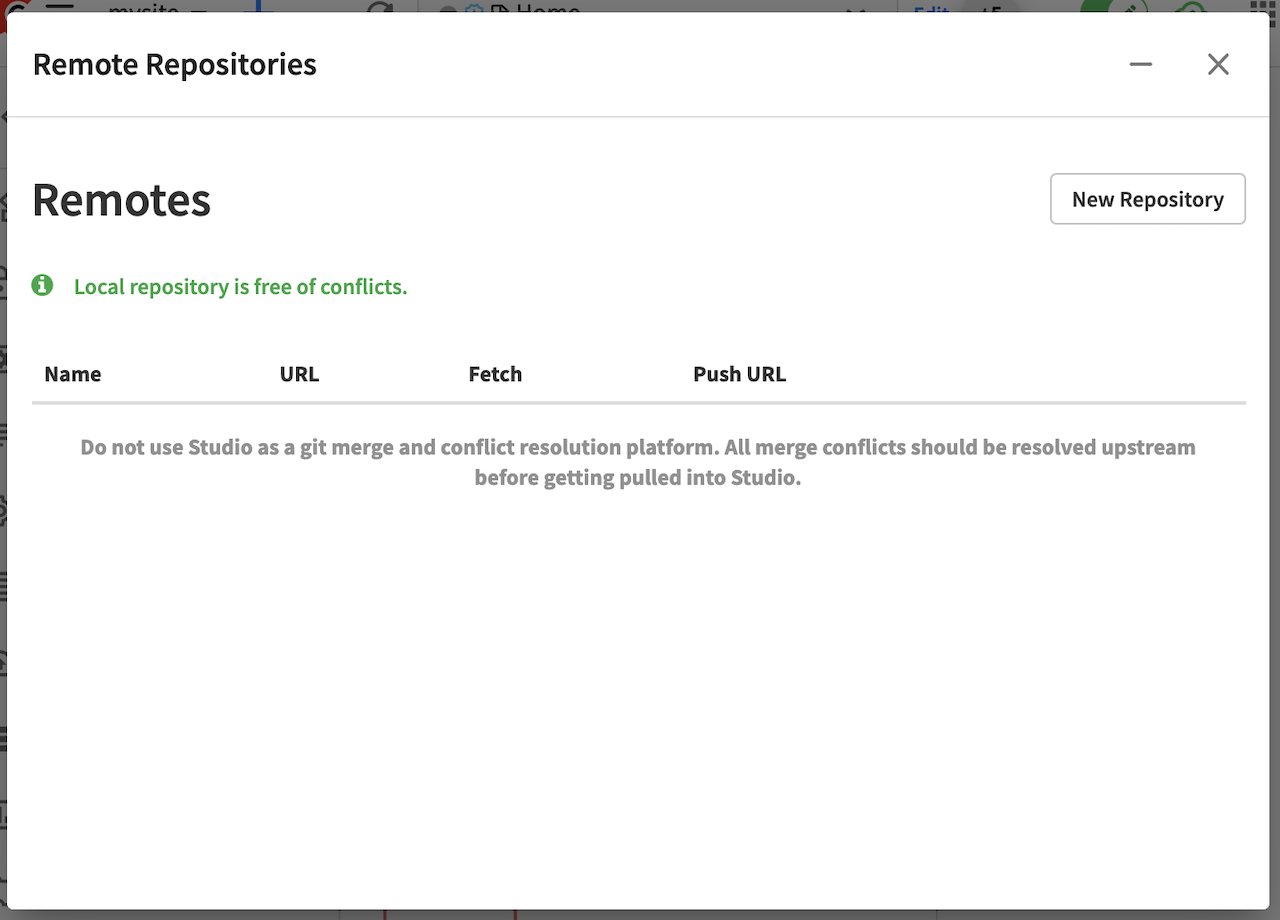 Remote Repositories
Remotes
New Repository
Local repository is free of conflicts.
Name URL Fetch Push URL
Do not use Studio as a git merge and conflict resolution platform. All merge conflicts should be resolved upstream
before getting pulled into Studio.